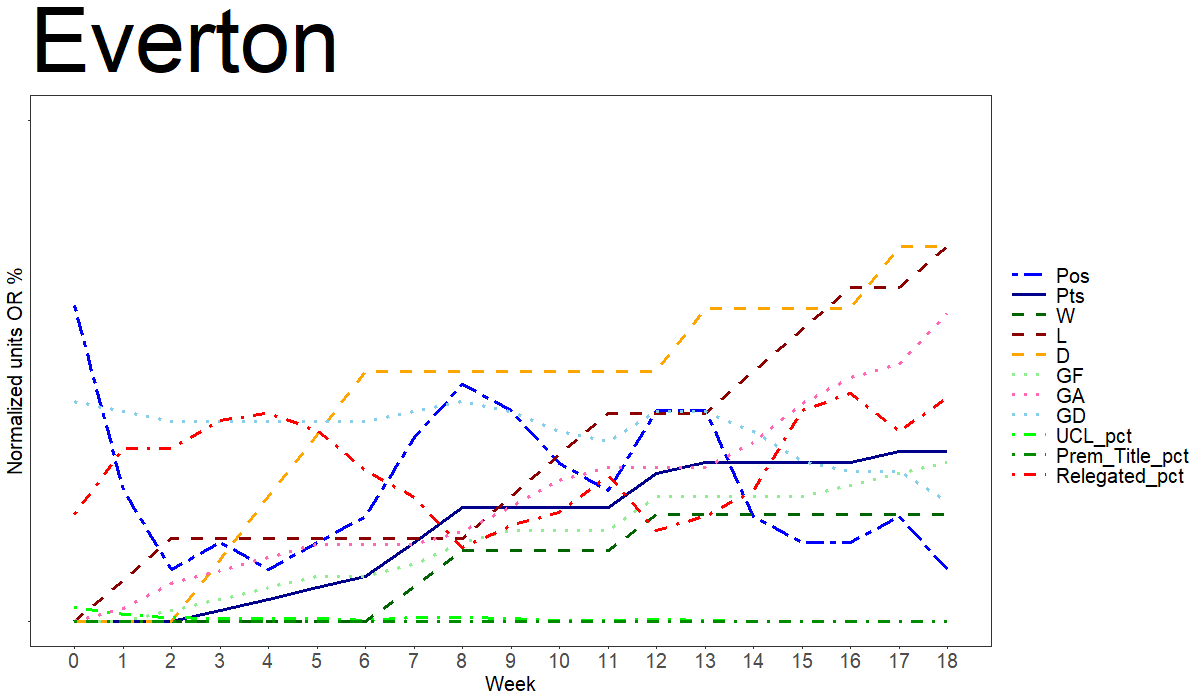 Everton
Normalized units OR %
Pos
Pts
W
L
D
GF
GA
GD
UCL_pct
Prem_Title_pct
Relegated_pct
0 1 2 3 4 5 6 7 8 9 10 11 12 13 14 15 16 17 18
Week